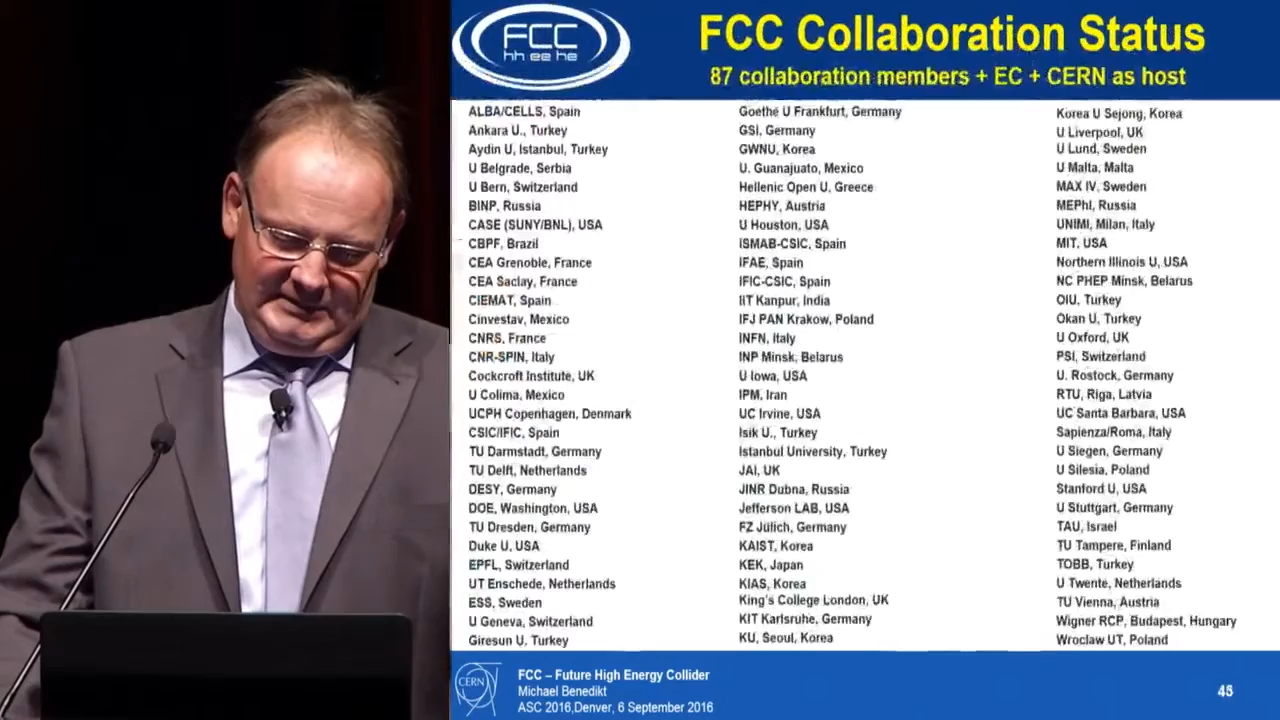 FCC
hh ee he
FCC Collaboration Status
87 collaboration members + EC + CERN as host
ALBA/CELLS, Spain
Ankara U., Turkey
Aydin U, Istanbul, Turkey
U Belgrade, Serbia
U Bern, Switzerland
BINP, Russia
CASE (SUNY/BNL), USA
CBPF, Brazil
CEA Grenoble, France
CEA Saclay, France
CIEMAT, Spain
Cinvestav, Mexico
CNRS, France
CNR-SPIN, Italy
Cockcroft Institute, UK
U Colima, Mexico
UCPH Copenhagen, Denmark
CSIC/IFIC, Spain
TU Darmstadt, Germany
TU Delft, Netherlands
DESY, Germany
DOE, Washington, USA
TU Dresden, Germany
Duke U, USA
EPFL, Switzerland
UT Enschede, Netherlands
ESS, Sweden
U Geneva, Switzerland
Giresun U. Turkey
Goethe U Frankfurt, Germany
GSI, Germany
GWNU, Korea
U. Guanajuato, Mexico
Hellenic Open U, Greece
HEPHY, Austria
U Houston, USA
ISMAB-CSIC, Spain
IFAE, Spain
IFIC-CSIC, Spain
IIT Kanpur, India
IFJ PAN Krakow, Poland
INFN, Italy
INP Minsk, Belarus
U Iowa, USA
IPM, Iran
UC Irvine, USA
Isik U., Turkey
Istanbul University, Turkey
JAI, UK
JINR Dubna, Russia
Jefferson LAB, USA
FZ Jülich, Germany
KAIST, Korea
KEK, Japan
KIAS, Korea
King's College London, UK
KIT Karlsruhe, Germany
KU, Seoul, Korea
Korea U Sejong, Korea
U Liverpool, UK
U Lund, Sweden
U Malta, Malta
MAX IV, Sweden
MEPhI, Russia
UNIMI, Milan, Italy
MIT, USA
Northern Illinois U, USA
NC PHEP Minsk, Belarus
OIU, Turkey
Okan U, Turkey
U Oxford, UK
PSI, Switzerland
U. Rostock, Germany
RTU, Riga, Latvia
UC Santa Barbara, USA
Sapienza/Roma, Italy
U Siegen, Germany
U Silesia, Poland
Stanford U, USA
U Stuttgart, Germany
TAU, Israel
TU Tampere, Finland
TOBB, Turkey
U Twente, Netherlands
TU Vienna, Austria
Wigner RCP, Budapest, Hungary
Wroclaw UT, Poland
CERN
FCC – Future High Energy Collider
Michael Benedikt
ASC 2016,Denver, 6 September 2016
48